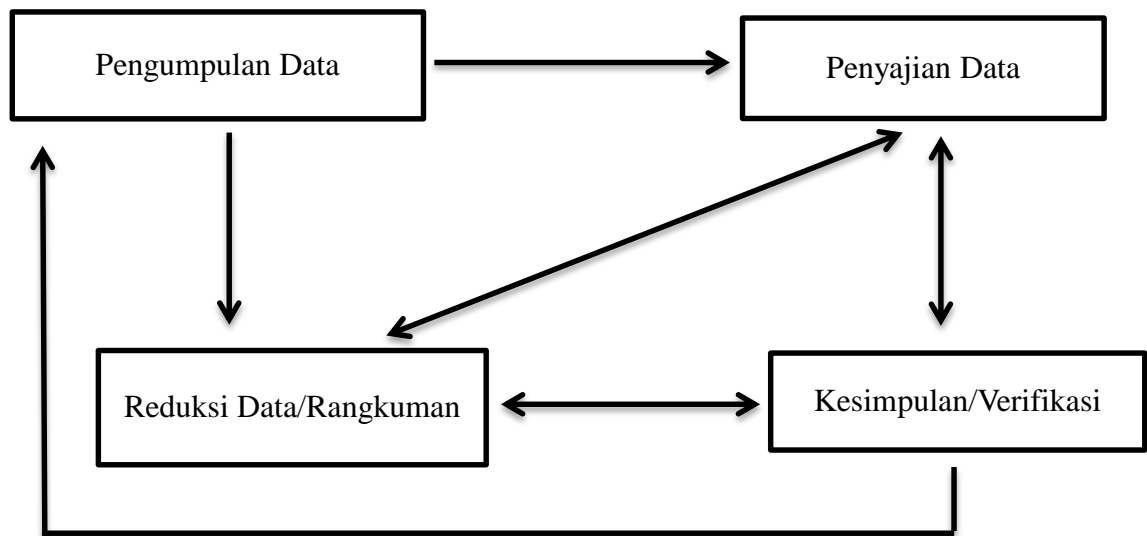 Pengumpulan Data
Penyajian Data
Reduksi Data/Rangkuman
Kesimpulan/Verifikasi